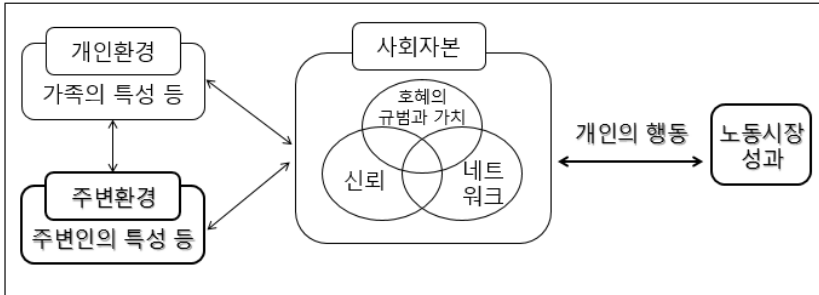 개인환경
가족의 특성 등
주변환경
주변인의 특성 등
사회자본
호혜의
규범과 가치
신뢰
네트
워크
개인의 행동
노동시장
성과